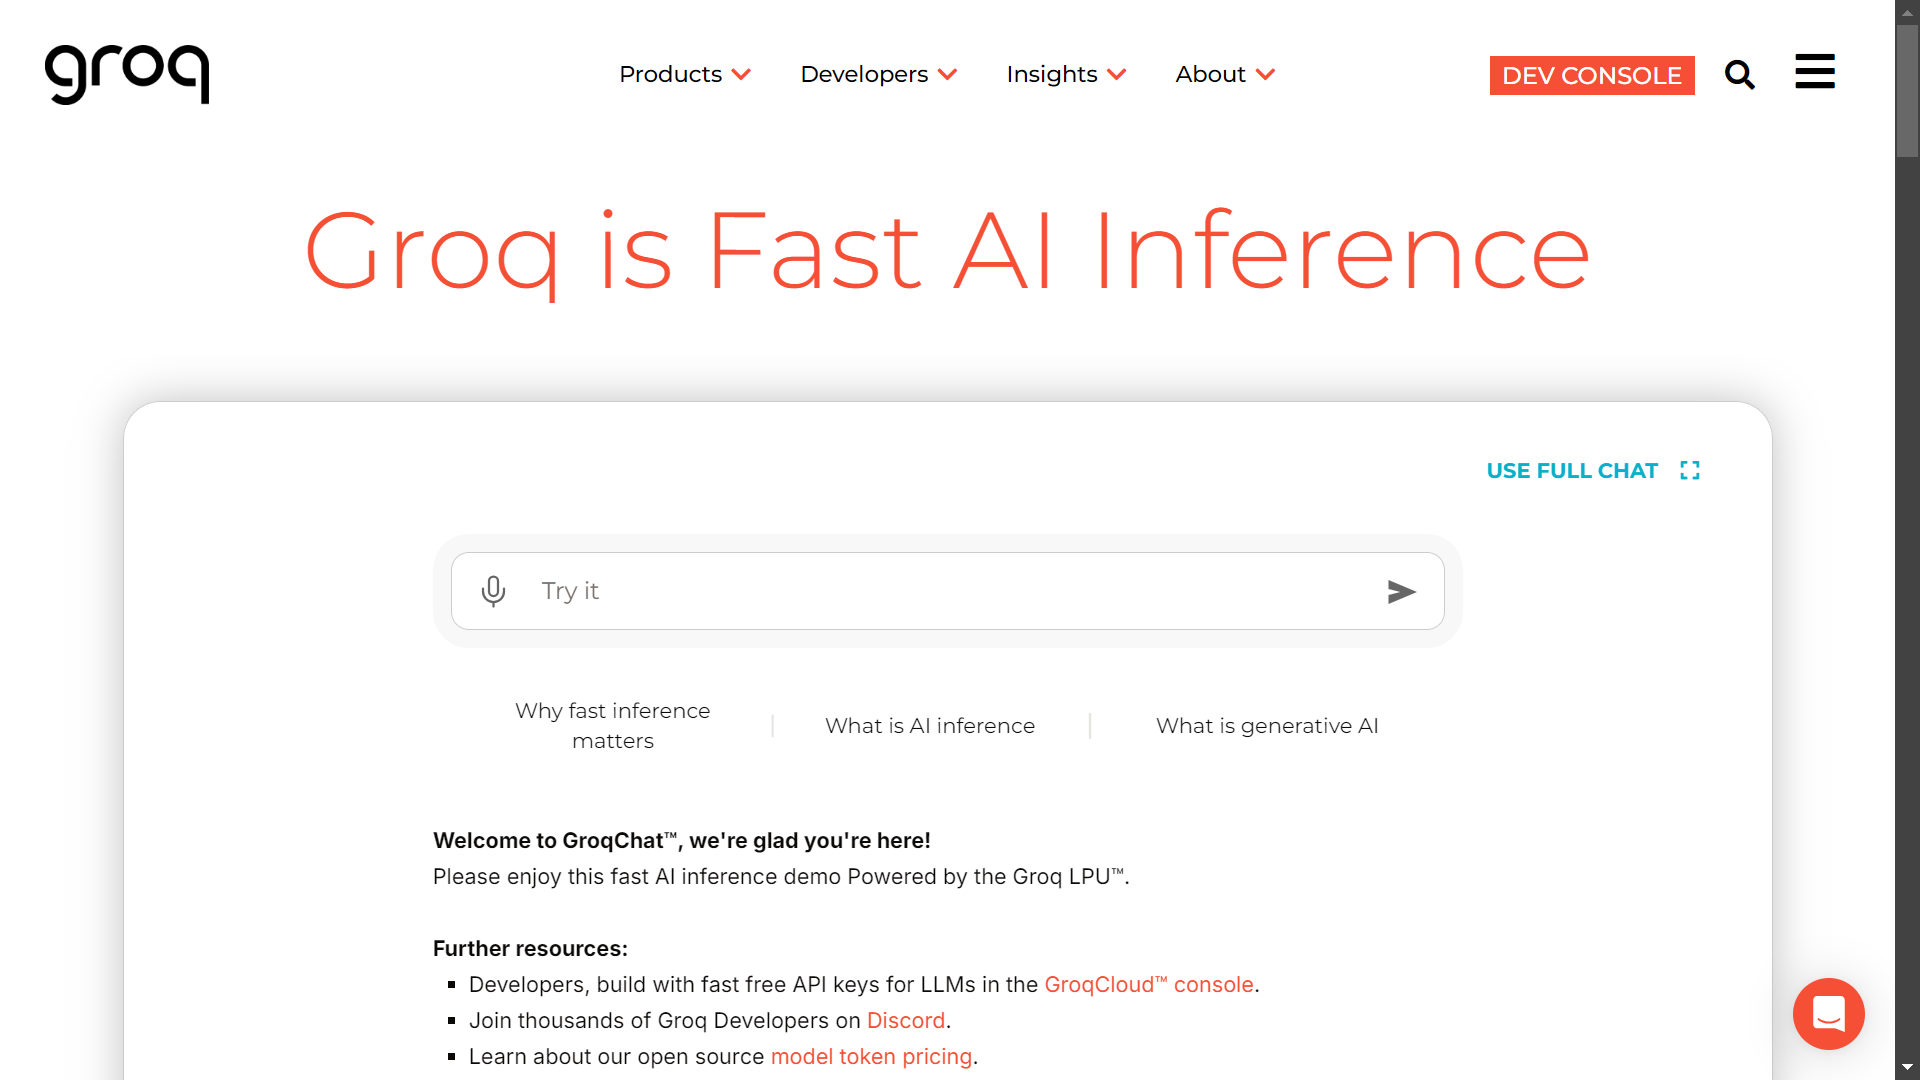 groq
Products
Developers
Insights
About
DEV CONSOLE
Groq is Fast AI Inference
USE FULL CHAT
Try it
Why fast inference
matters
What is AI inference
What is generative AI
Welcome to GroqChat™, we're glad you're here!
Please enjoy this fast AI inference demo Powered by the Groq LPU™.
Further resources:
Developers, build with fast free API keys for LLMs in the GroqCloud™ console.
Join thousands of Groq Developers on Discord.
Learn about our open source model token pricing.